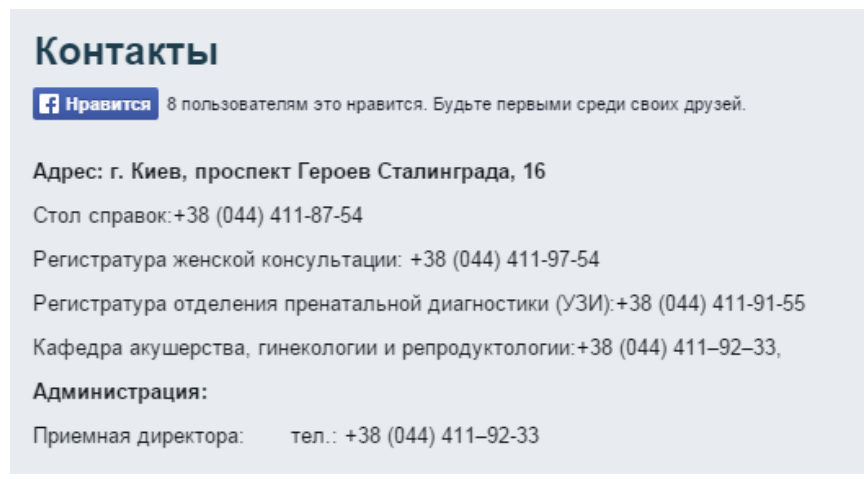 Контакты
Нравится 8 пользователям это нравится. Будьте первыми среди своих друзей.
Адрес: г. Киев, проспект Героев Сталинграда, 16
Стол справок:+38 (044) 411-87-54
Регистратура женской консультации: +38 (044) 411-97-54
Регистратура отделения пренатальной диагностики (УЗИ):+38 (044) 411-91-55
Кафедра акушерства, гинекологии и репродуктологии:+38 (044) 411–92–33,
Администрация:
Приемная директора: тел.: +38 (044) 411–92-33